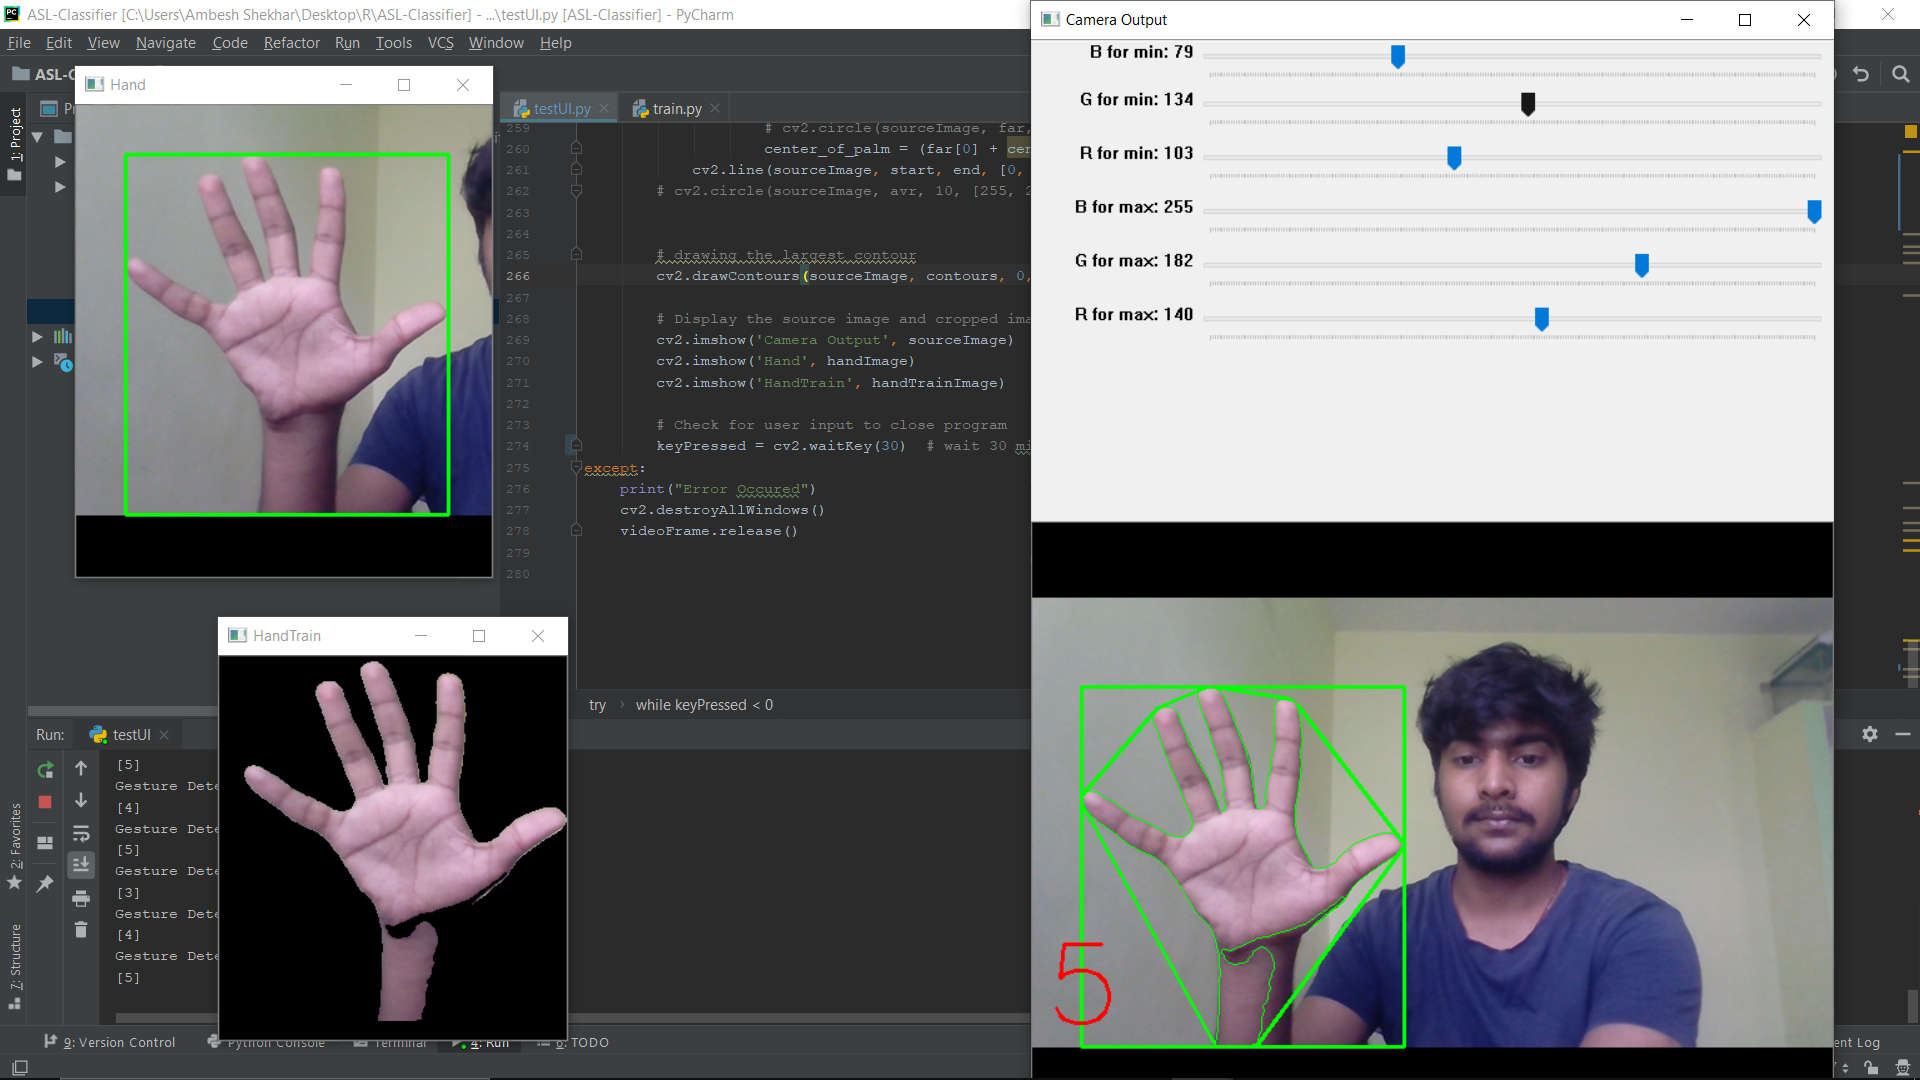 ASL-Classifier [C:\Users\Ambesh Shekhar\Desktop\R\ASL-Classifier] - ...\testUI.py [ASL-Classifier] - PyCharm
File Edit View Navigate Code Refactor Run Tools VCS Window Help
ASL-C
1: Project
Hand
testUI.py
train.py
259 # cv2.circle(sourceImage, far,
260 center_of_palm = (far[0] + cen
261 cv2.line(sourceImage, start, end, [0,
262 # cv2.circle(sourceImage, avr, 10, [255, 2
263
264
265 # drawing the largest contour
266 cv2.drawContours(sourceImage, contours, 0,
267
268 # Display the source image and cropped ima
269 cv2.imshow('Camera Output', sourceImage)
270 cv2.imshow('Hand', handImage)
271 cv2.imshow('HandTrain', handTrainImage)
272
273 # Check for user input to close program
274 keyPressed = cv2.waitKey(30) # wait 30 mi
275 except:
276 print("Error Occured")
277 cv2.destroyAllWindows()
278 videoFrame.release()
279
280
try
while keyPressed < 0
Camera Output
B for min: 79
G for min: 134
R for min: 103
B for max: 255
G for max: 182
R for max: 140
5
HandTrain
Run: testUI
[5]
Gesture Dete
[4]
Gesture Dete
[5]
Gesture Dete
[3]
Gesture Dete
[4]
Gesture Dete
[5]
2: Favorites
7: Structure
9: Version Control
Python Console
Terminal
4: Run
6: TODO
ent Log